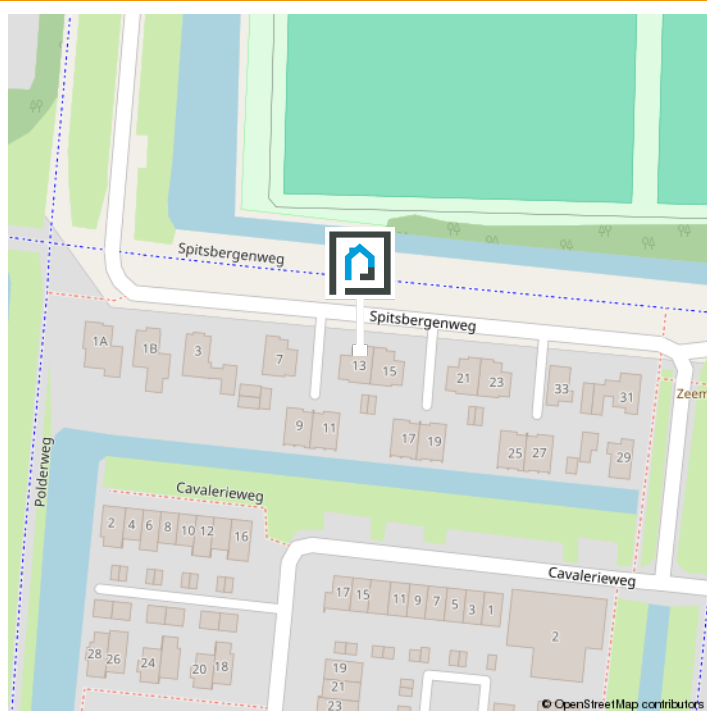 Spitsbergenweg
Spitsbergenweg
1A
1B
3
7
13
15
21
23
33
31
Zeem
9
11
17
19
25
27
29
Polderweg
Cavalerieweg
2 4 6 8 10 12 16
Cavalerieweg
17 15 11 9 7 5 3 1
2
28 26 24 20 18
19
21
23
© OpenStreetMap contributors